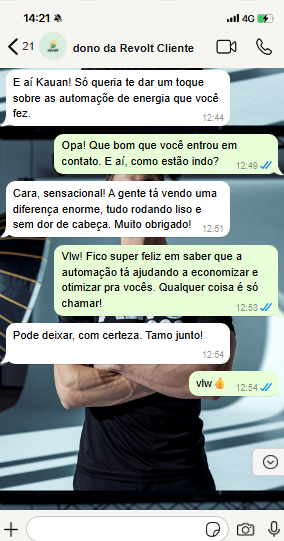 14:21
4G
21
dono da Revolt Cliente
E aí Kauan! Só queria te dar um toque
sobre as automaçõe de energia que você
fez.
12:44
Opa! Que bom que você entrou em
contato. E aí, como estão indo?
12:49
Cara, sensacional! A gente tá vendo uma
diferença enorme, tudo rodando liso e
sem dor de cabeça. Muito obrigado!
12:51
Vlw! Fico super feliz em saber que a
automação tá ajudando a economizar e
otimizar pra vocês. Qualquer coisa é só
chamar!
12:53
Pode deixar, com certeza. Tamo junto!
12:54
vlw👍
12:54